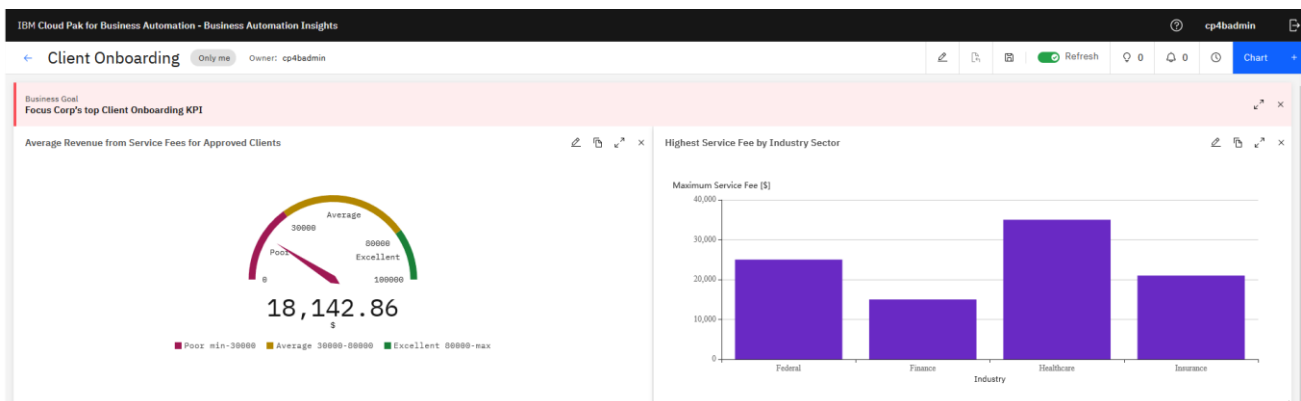 IBM Cloud Pak for Business Automation - Business Automation Insights
cp4badmin
Client Onboarding
Only me
Owner: cp4badmin
Refresh
0
0
Chart
+
Business Goal
Focus Corp's top Client Onboarding KPI
Average Revenue from Service Fees for Approved Clients
Average
30000
80000
Poor
Excellent
0
100000
18,142.86
$
Poor min-30000
Average 30000-80000
Excellent 80000-max
Highest Service Fee by Industry Sector
Maximum Service Fee [$]
40,000
30,000
20,000
10,000
0
Federal
Finance
Healthcare
Insurance
Industry